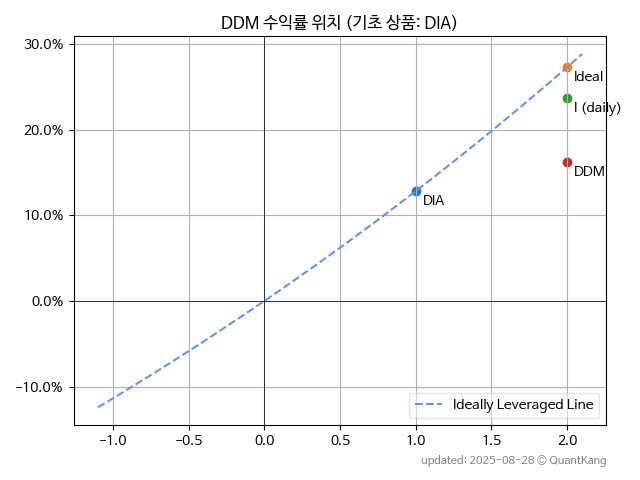 DDM 수익률 위치 (기초 상품: DIA)
30.0%
20.0%
10.0%
0.0%
−10.0%
Ideal
I (daily)
DDM
DIA
Ideally Leveraged Line
−1.0 −0.5 0.0 0.5 1.0 1.5 2.0
updated: 2025-08-28 © QuantKang